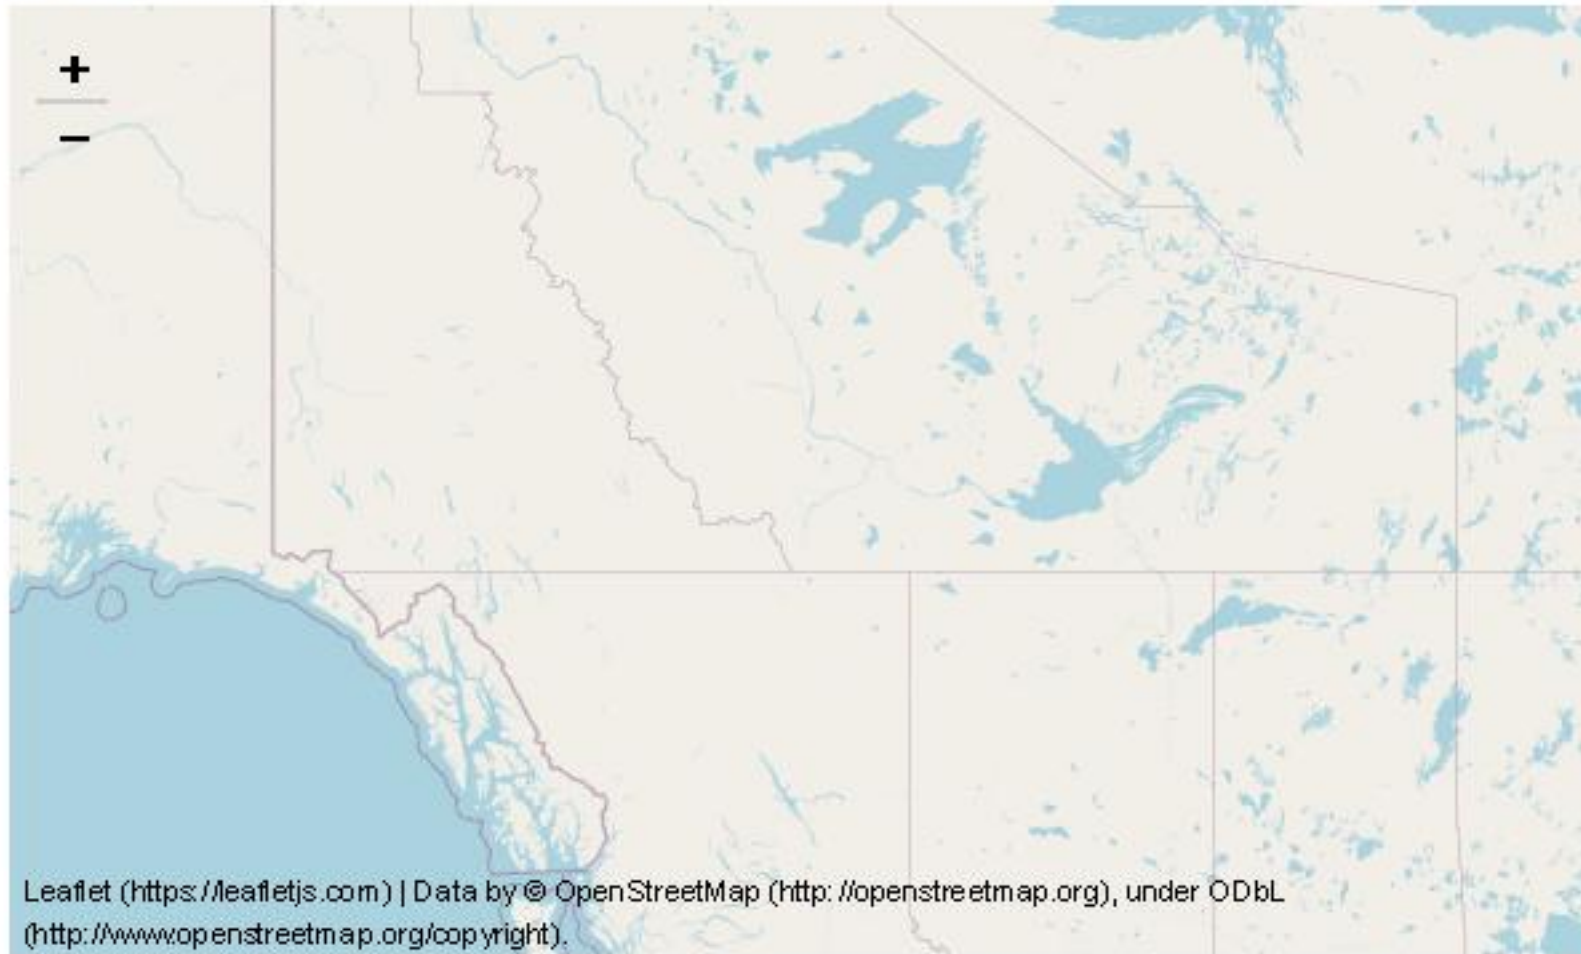 +
−
Leaflet (https://leafletjs.com) | Data by © OpenStreetMap (http://openstreetmap.org), under ODbL
(http://www.openstreetmap.org/copyright).